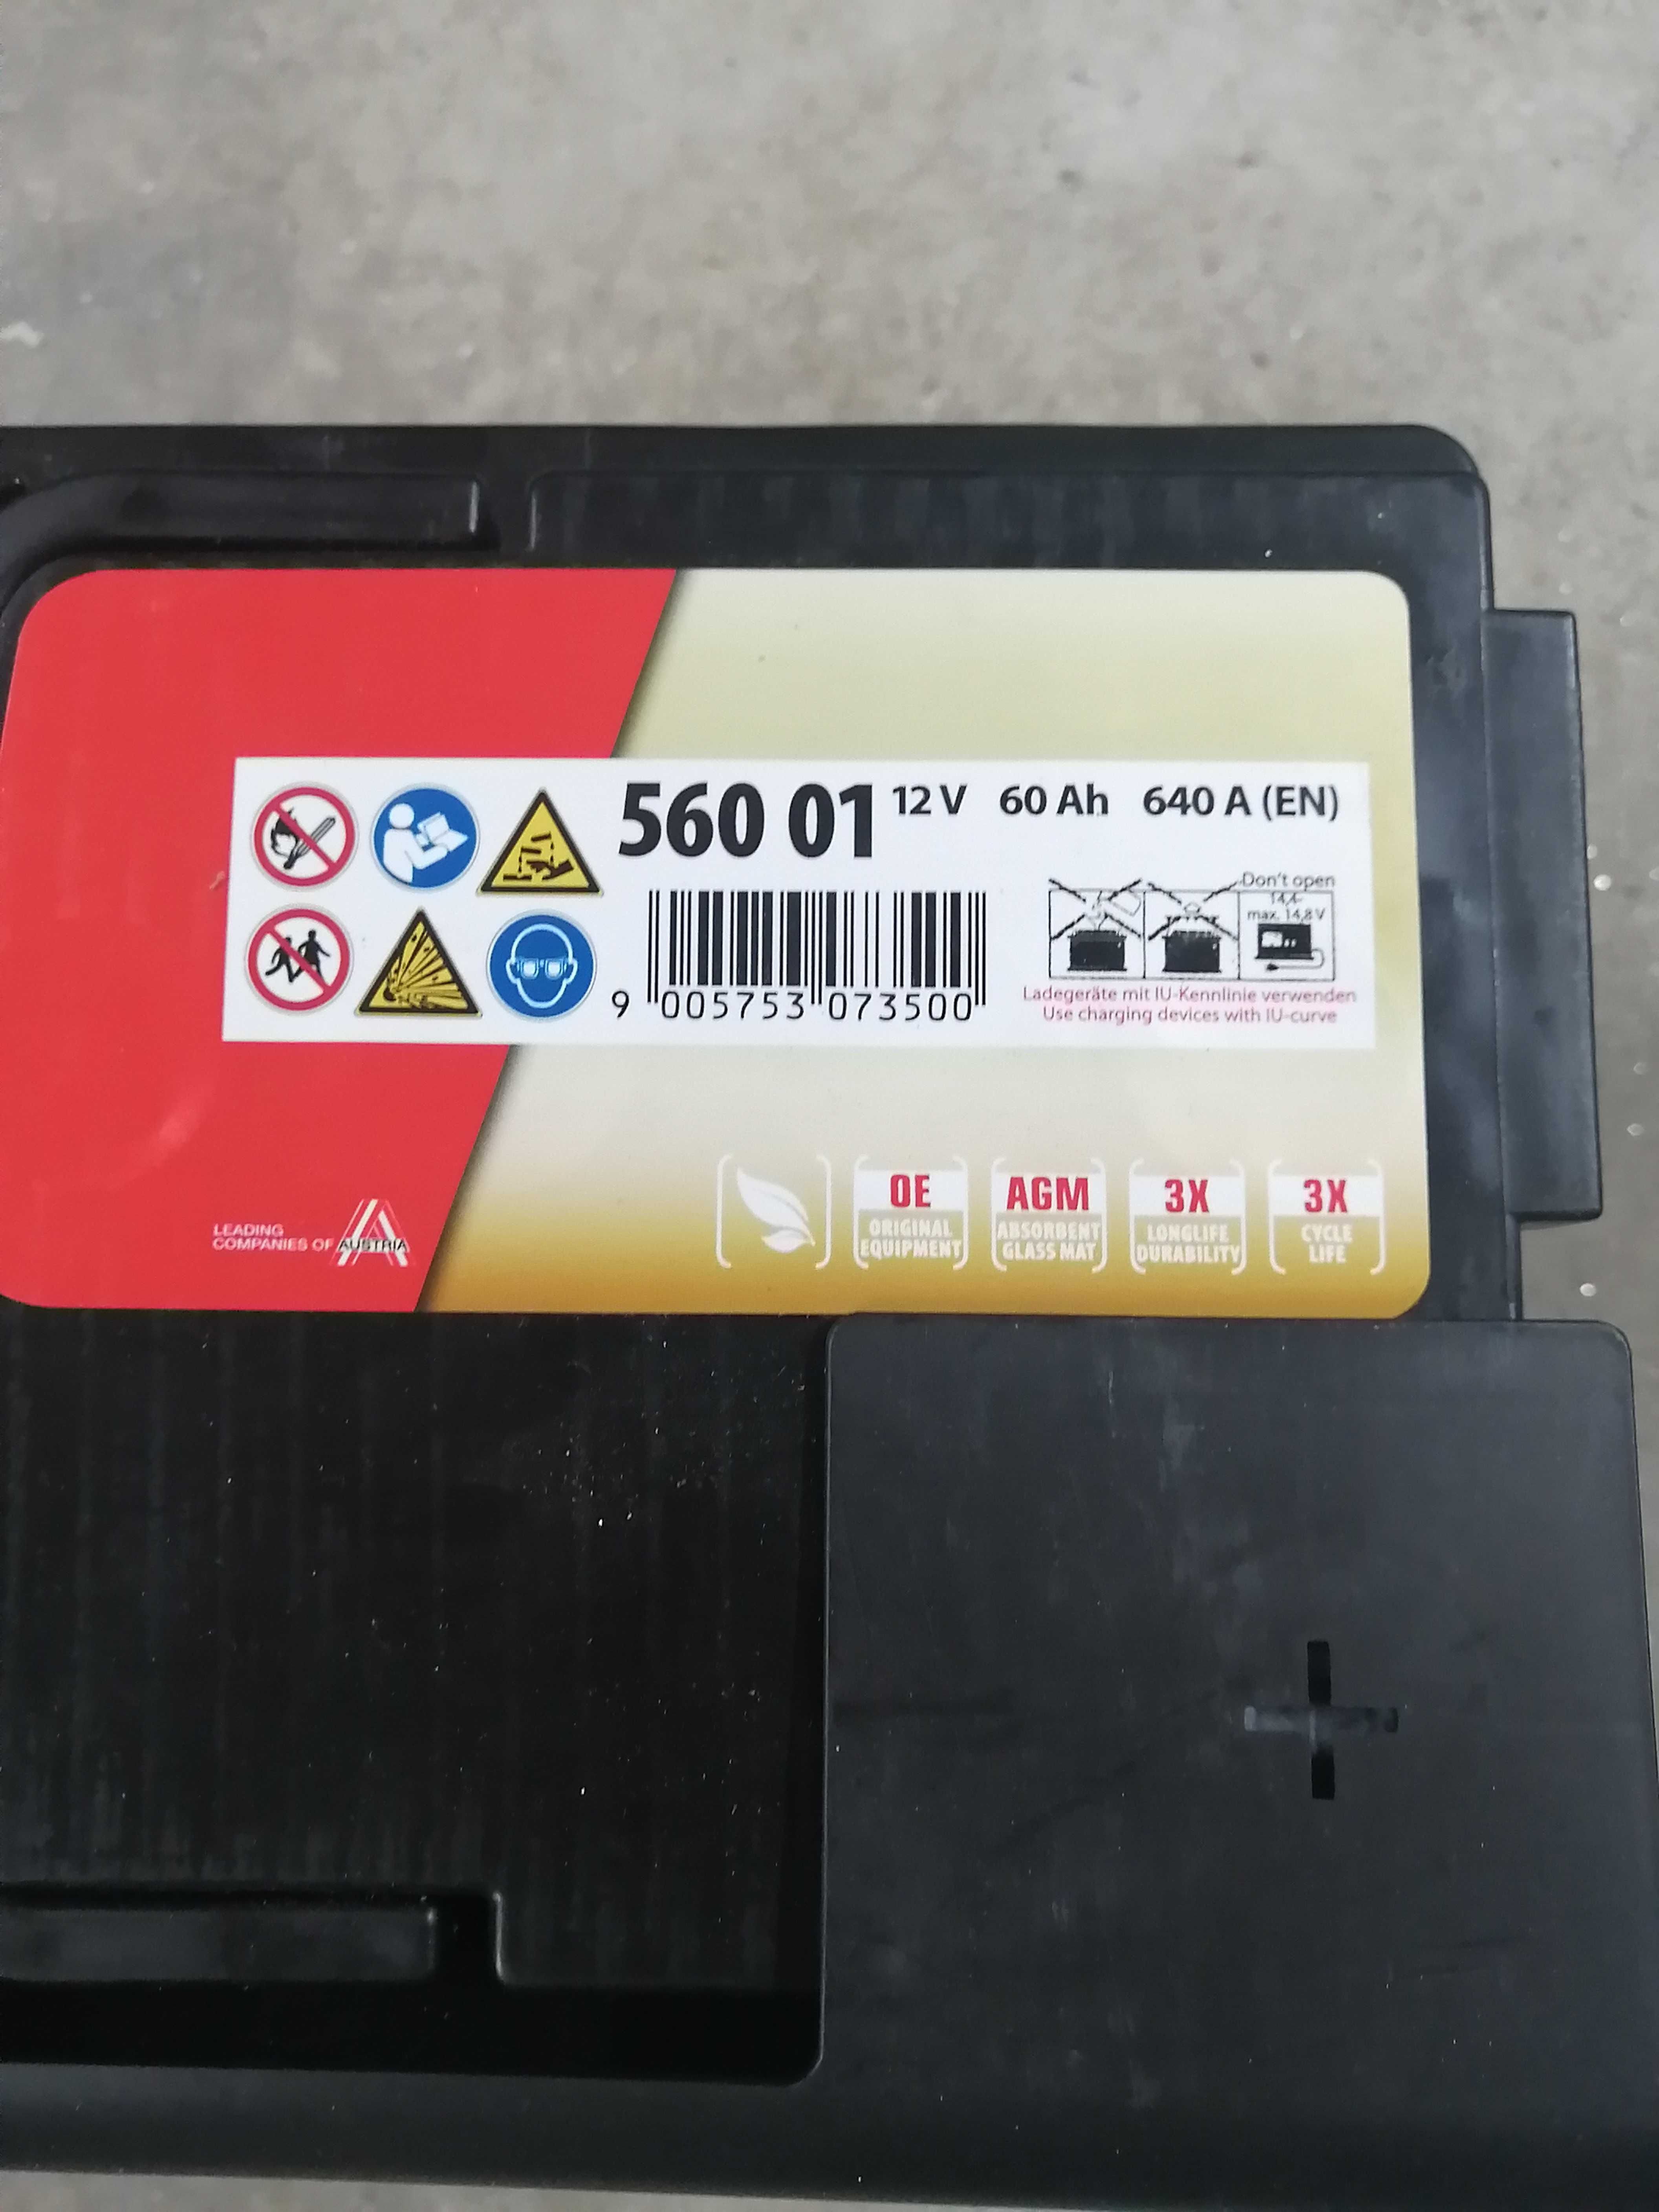 560 01 12 V 60 Ah 640 A (EN)
Don't open
14,4-
max. 14,8 V
9 005753 073500
Ladegeräte mit IU-Kennlinie verwenden
Use charging devices with IU-curve
LEADING
COMPANIES OF AUSTRIA
OE
ORIGINAL
EQUIPMENT
AGM
ABSORBENT
GLASS MAT
3X
LONGLIFE
DURABILITY
3X
CYCLE
LIFE
+